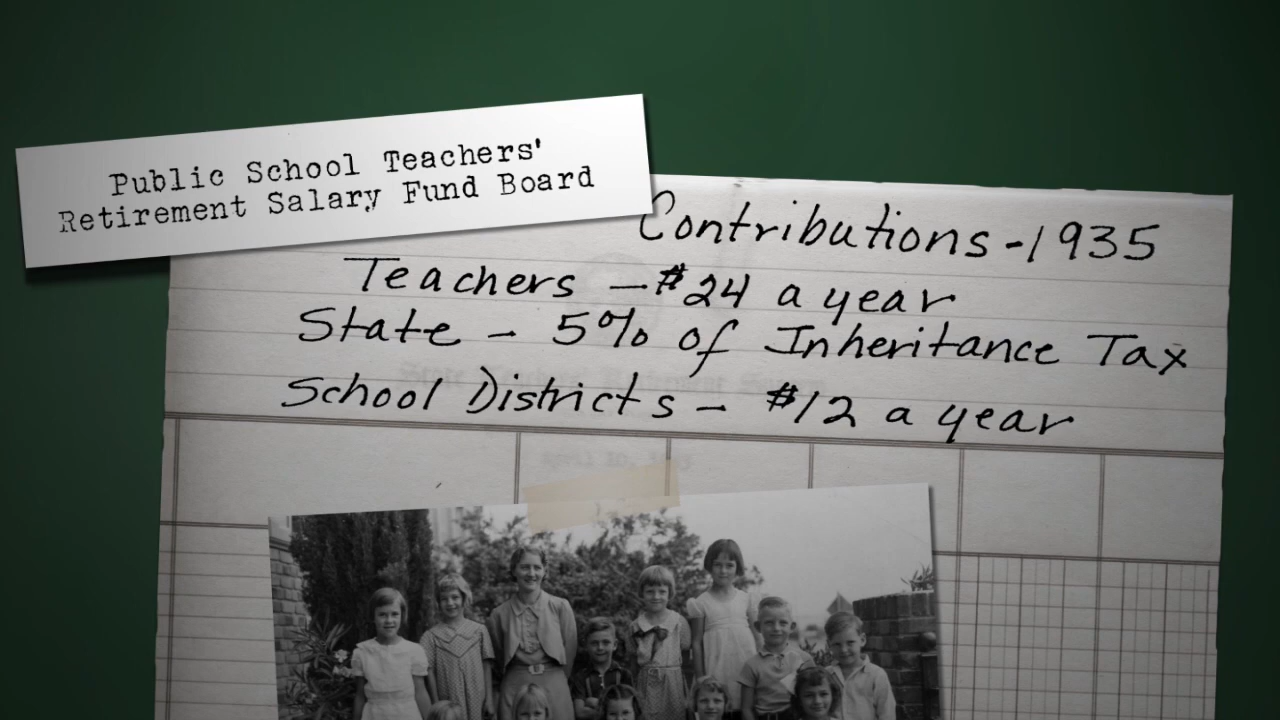 Public School Teachers'
Retirement Salary Fund Board
Contributions - 1935
Teachers - $24 a year
State - 5% of Inheritance Tax
School Districts - $12 a year